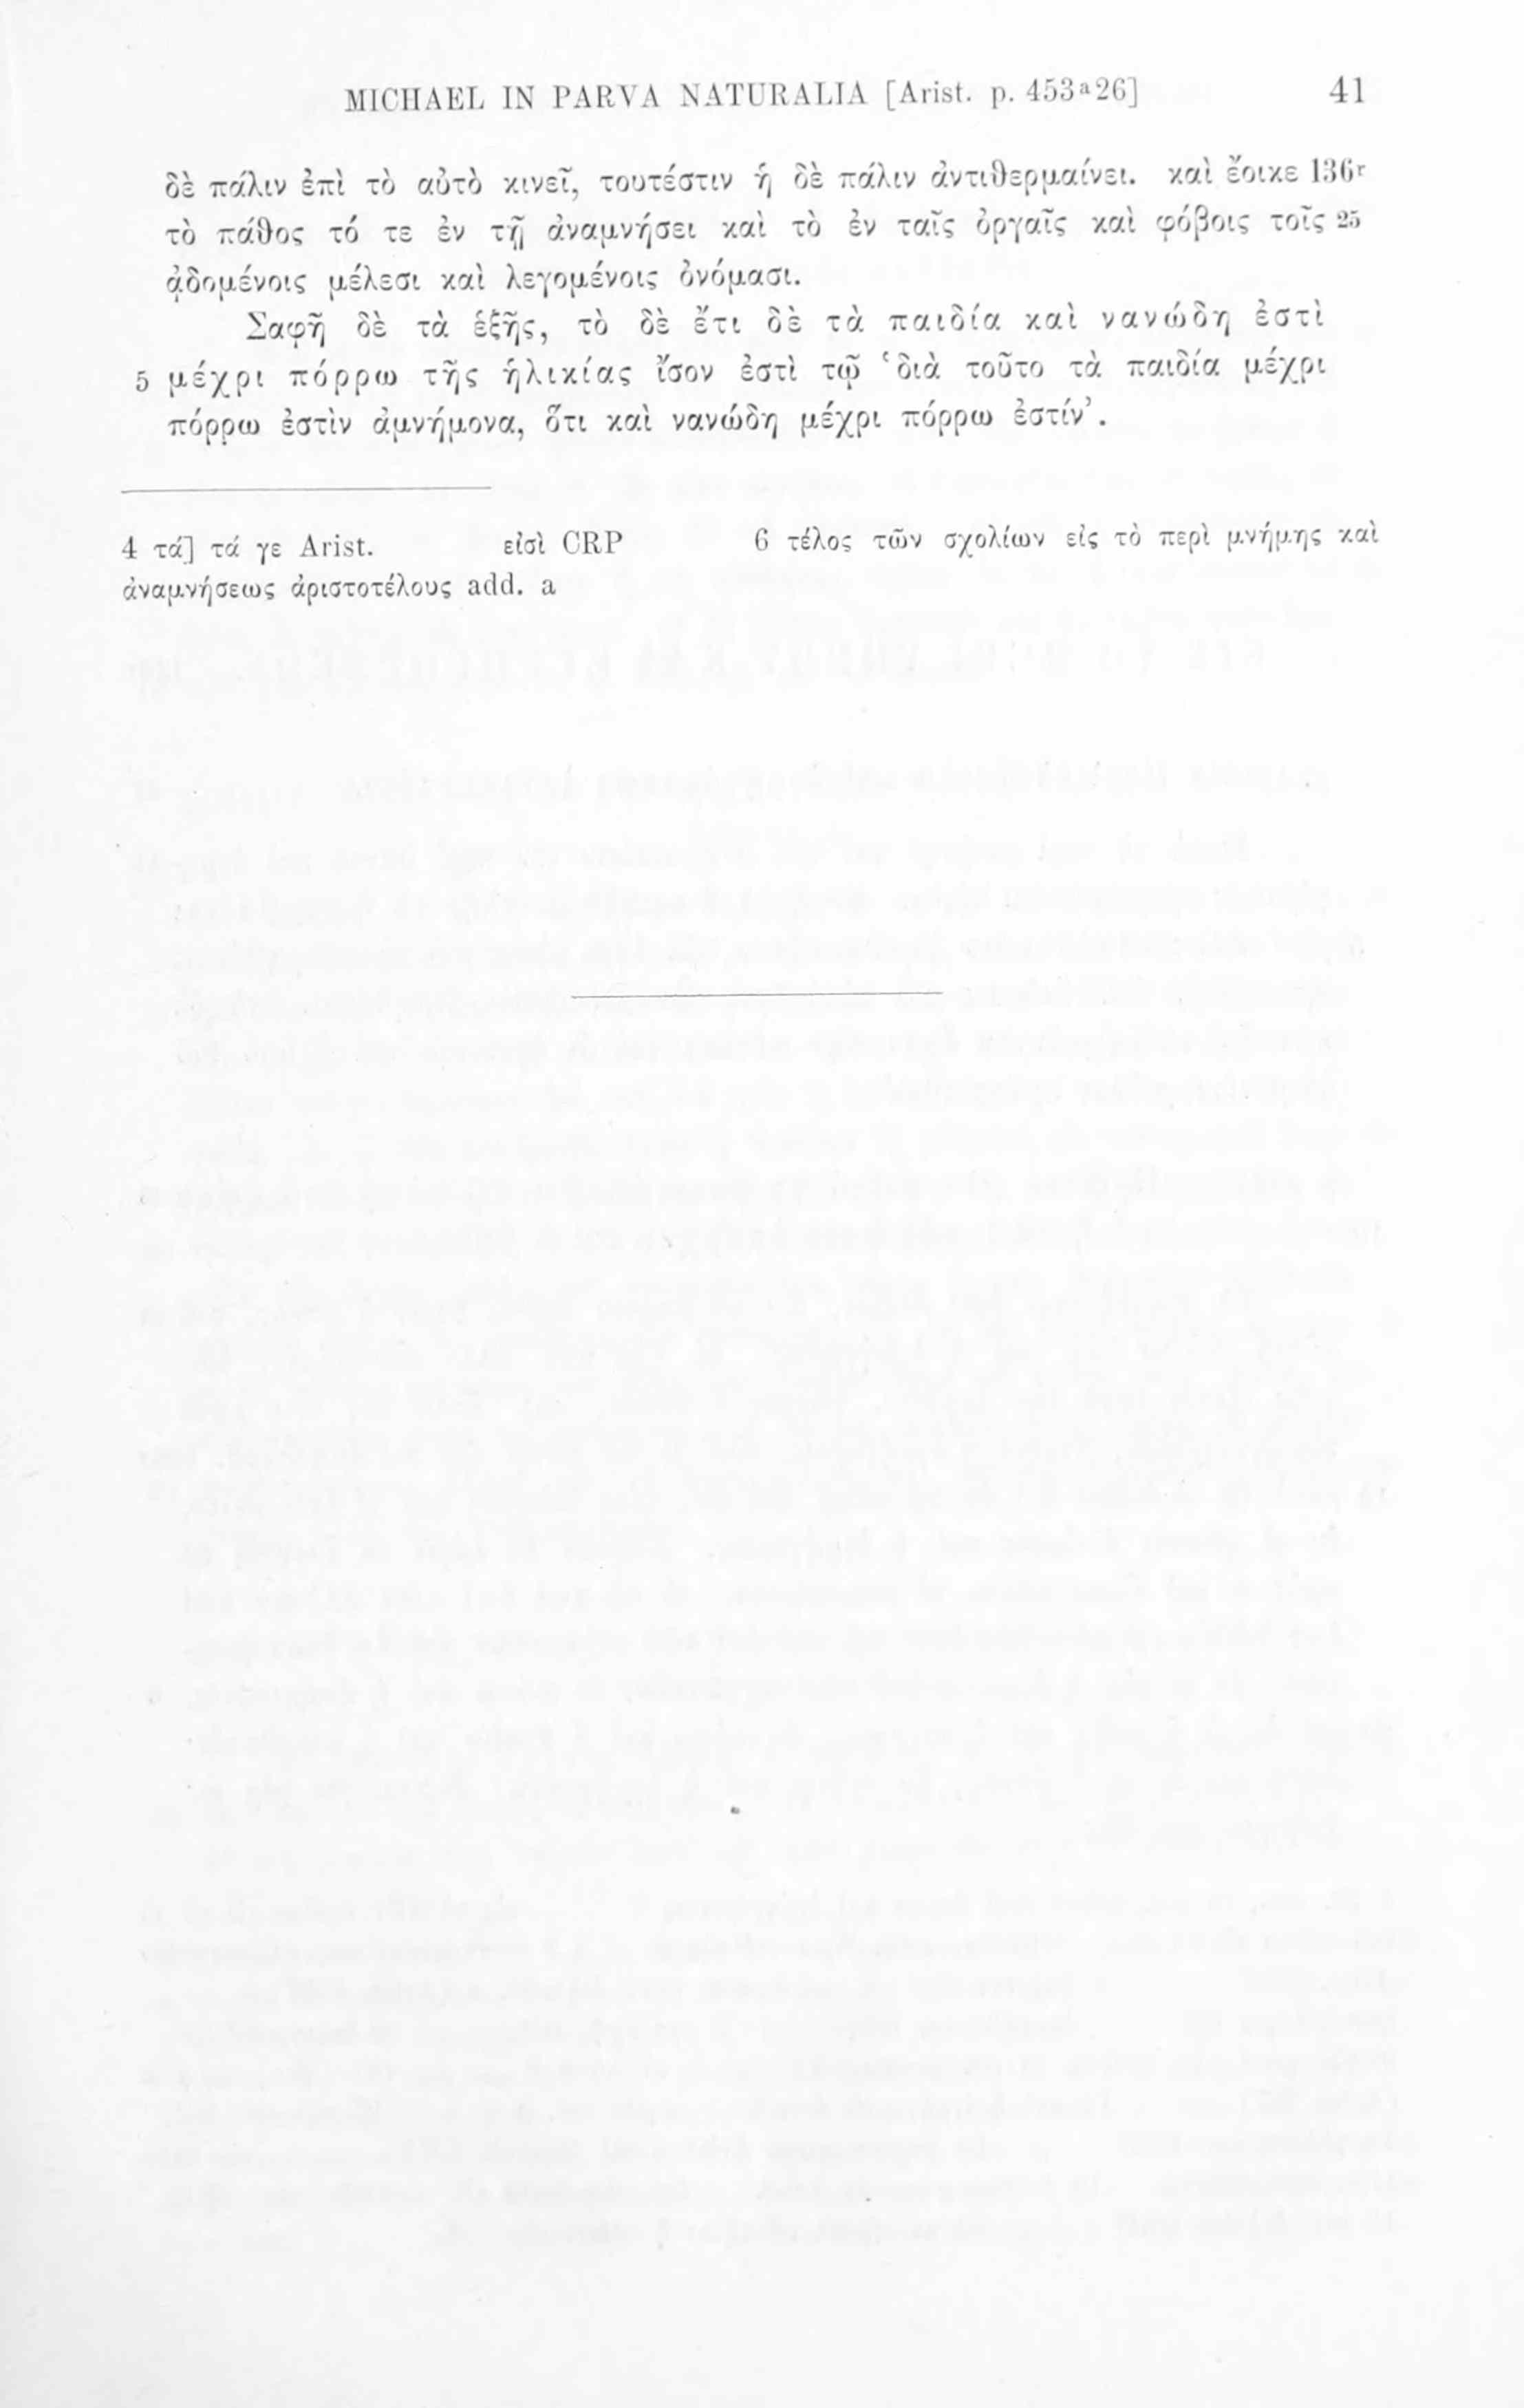 MICHAEL IN PARVA NATURALIA [Arist. p. 453a26] 41
δὲ πάλιν ἐπὶ τὸ αὐτὸ κινεῖ, τουτέστιν ἡ δὲ πάλιν ἀντιθερμαίνει. καὶ ἔοικε 136r
τὸ πάθος τό τε ἐν τῇ ἀναμνήσει καὶ τὸ ἐν ταῖς ὀργαῖς καὶ φόβοις τοῖς 25
ᾀδομένοις μέλεσι καὶ λεγομένοις ὀνόμασι.
Σαφῆ δὲ τὰ ἑξῆς, τὸ δὲ ἔτι δὲ τὰ παιδία καὶ νανώδη ἐστὶ
5 μέχρι πόρρω τῆς ἡλικίας ἴσον ἐστὶ τῷ ‘διὰ τοῦτο τὰ παιδία μέχρι
πόρρω ἐστὶν ἀμνήμονα, ὅτι καὶ νανώδη μέχρι πόρρω ἐστίν’.
4 τά] τά γε Arist. εἰσὶ CRP 6 τέλος τῶν σχολίων εἰς τὸ περὶ μνήμης καὶ
ἀναμνήσεως ἀριστοτέλους add. a